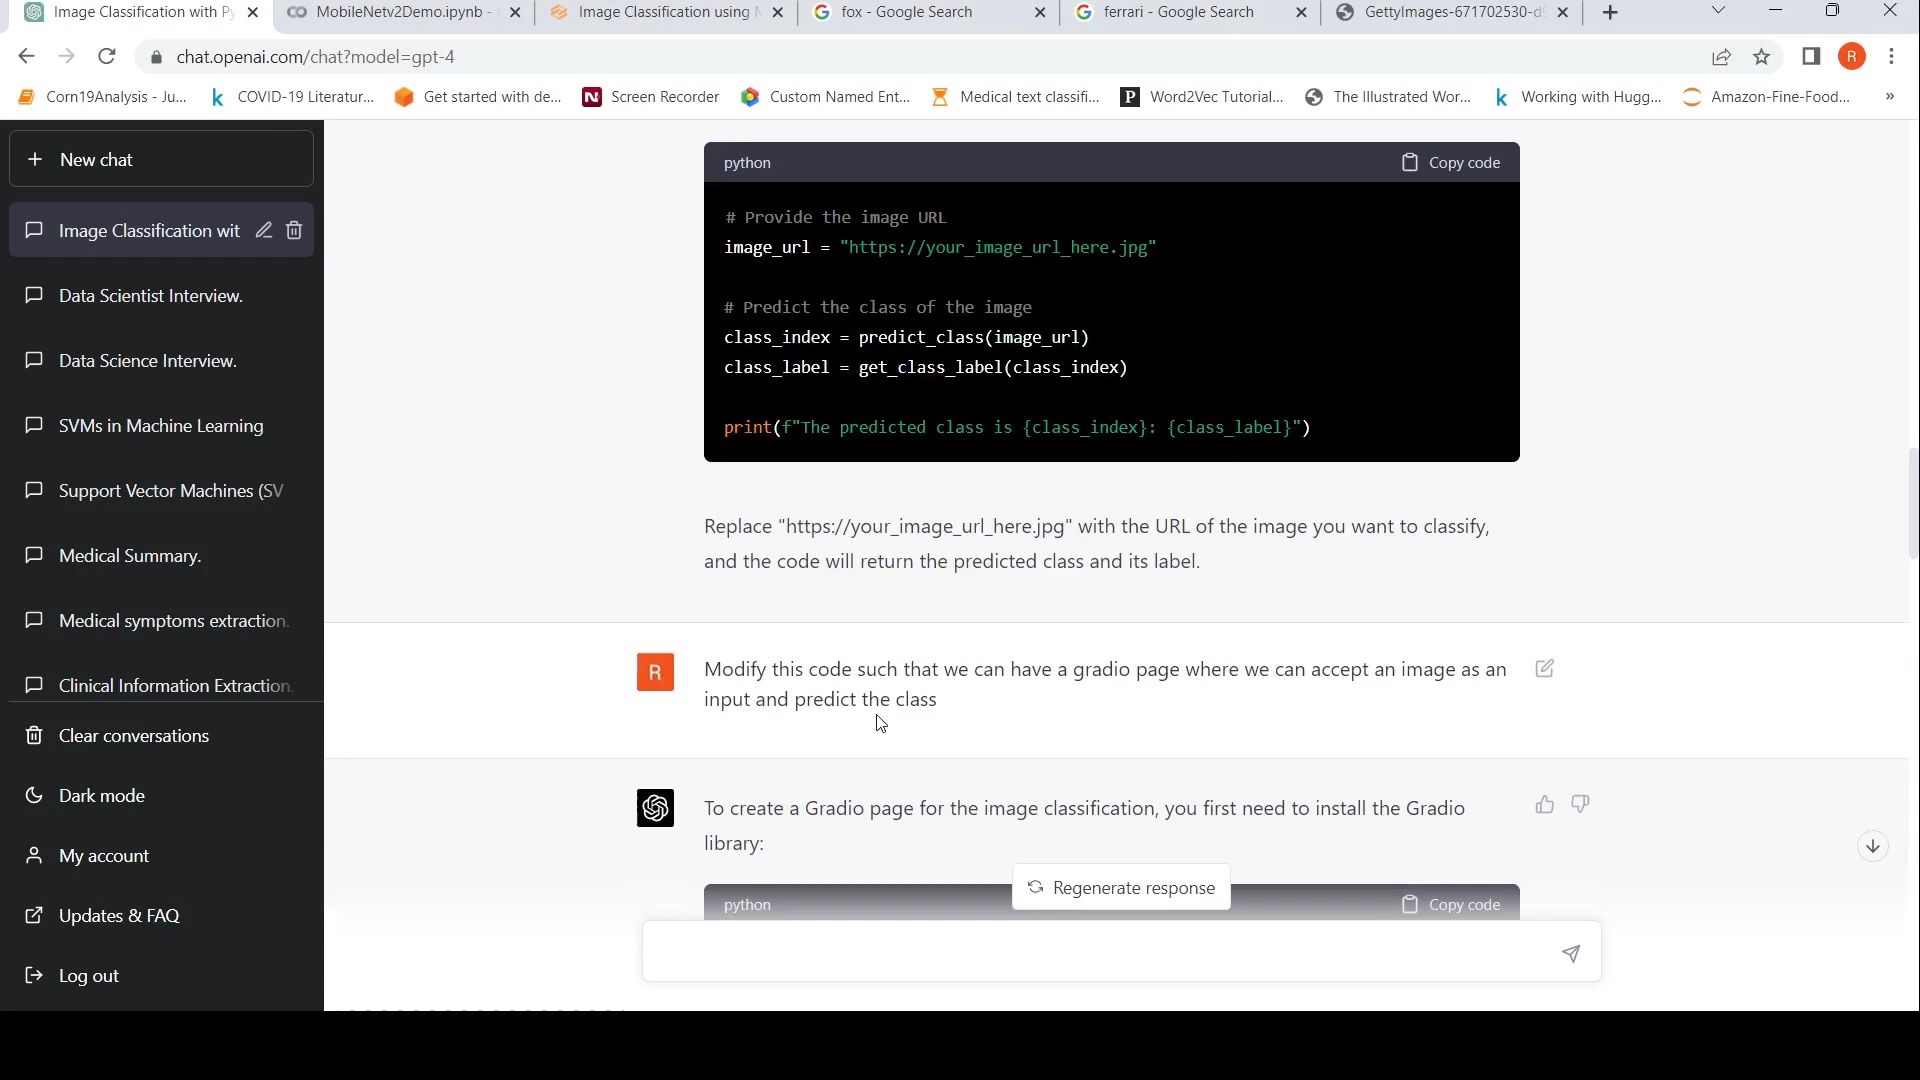 Image Classification with Py
MobileNetv2Demo.ipynb -
Image Classification using
fox - Google Search
ferrari - Google Search
GettyImages-671702530-d9
chat.openai.com/chat?model=gpt-4
R
Corn19Analysis - Ju...
COVID-19 Literatur...
Get started with de...
Screen Recorder
Custom Named Ent...
Medical text classifi...
Word2Vec Tutorial...
The Illustrated Wor...
Working with Hugg...
Amazon-Fine-Food...
»
New chat
Image Classification wit
Data Scientist Interview.
Data Science Interview.
SVMs in Machine Learning
Support Vector Machines (SV
Medical Summary.
Medical symptoms extraction.
Clinical Information Extraction.
Clear conversations
Dark mode
My account
Updates & FAQ
Log out
python
Copy code
# Provide the image URL
image_url = "https://your_image_url_here.jpg"
# Predict the class of the image
class_index = predict_class(image_url)
class_label = get_class_label(class_index)
print(f"The predicted class is {class_index}: {class_label}")
Replace "https://your_image_url_here.jpg" with the URL of the image you want to classify,
and the code will return the predicted class and its label.
R
Modify this code such that we can have a gradio page where we can accept an image as an
input and predict the class
To create a Gradio page for the image classification, you first need to install the Gradio
library:
python
Copy code
Regenerate response